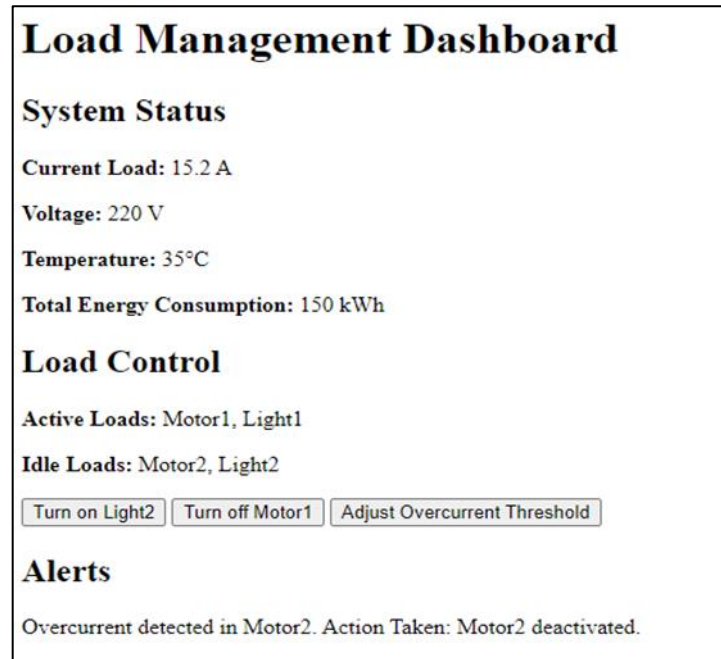 Load Management Dashboard
System Status
Current Load: 15.2 A
Voltage: 220 V
Temperature: 35°C
Total Energy Consumption: 150 kWh
Load Control
Active Loads: Motor1, Light1
Idle Loads: Motor2, Light2
Turn on Light2 Turn off Motor1 Adjust Overcurrent Threshold
Alerts
Overcurrent detected in Motor2. Action Taken: Motor2 deactivated.